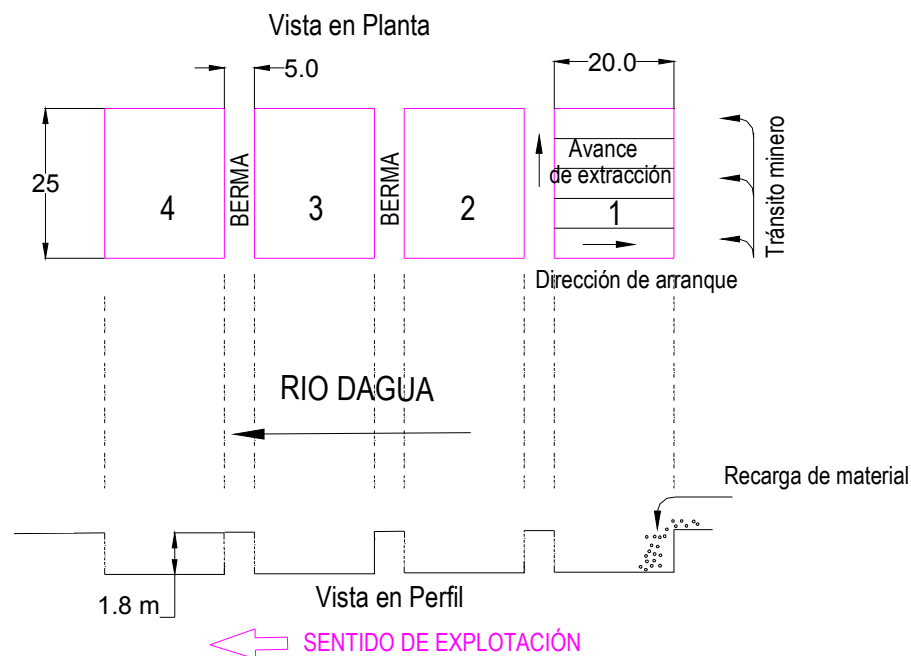 Vista en Planta
5.0
20.0
25
4
BERMA
3
BERMA
2
Avance
de extracción
1
Tránsito minero
Dirección de arranque
RIO DAGUA
Recarga de material
1.8 m
Vista en Perfil
SENTIDO DE EXPLOTACIÓN